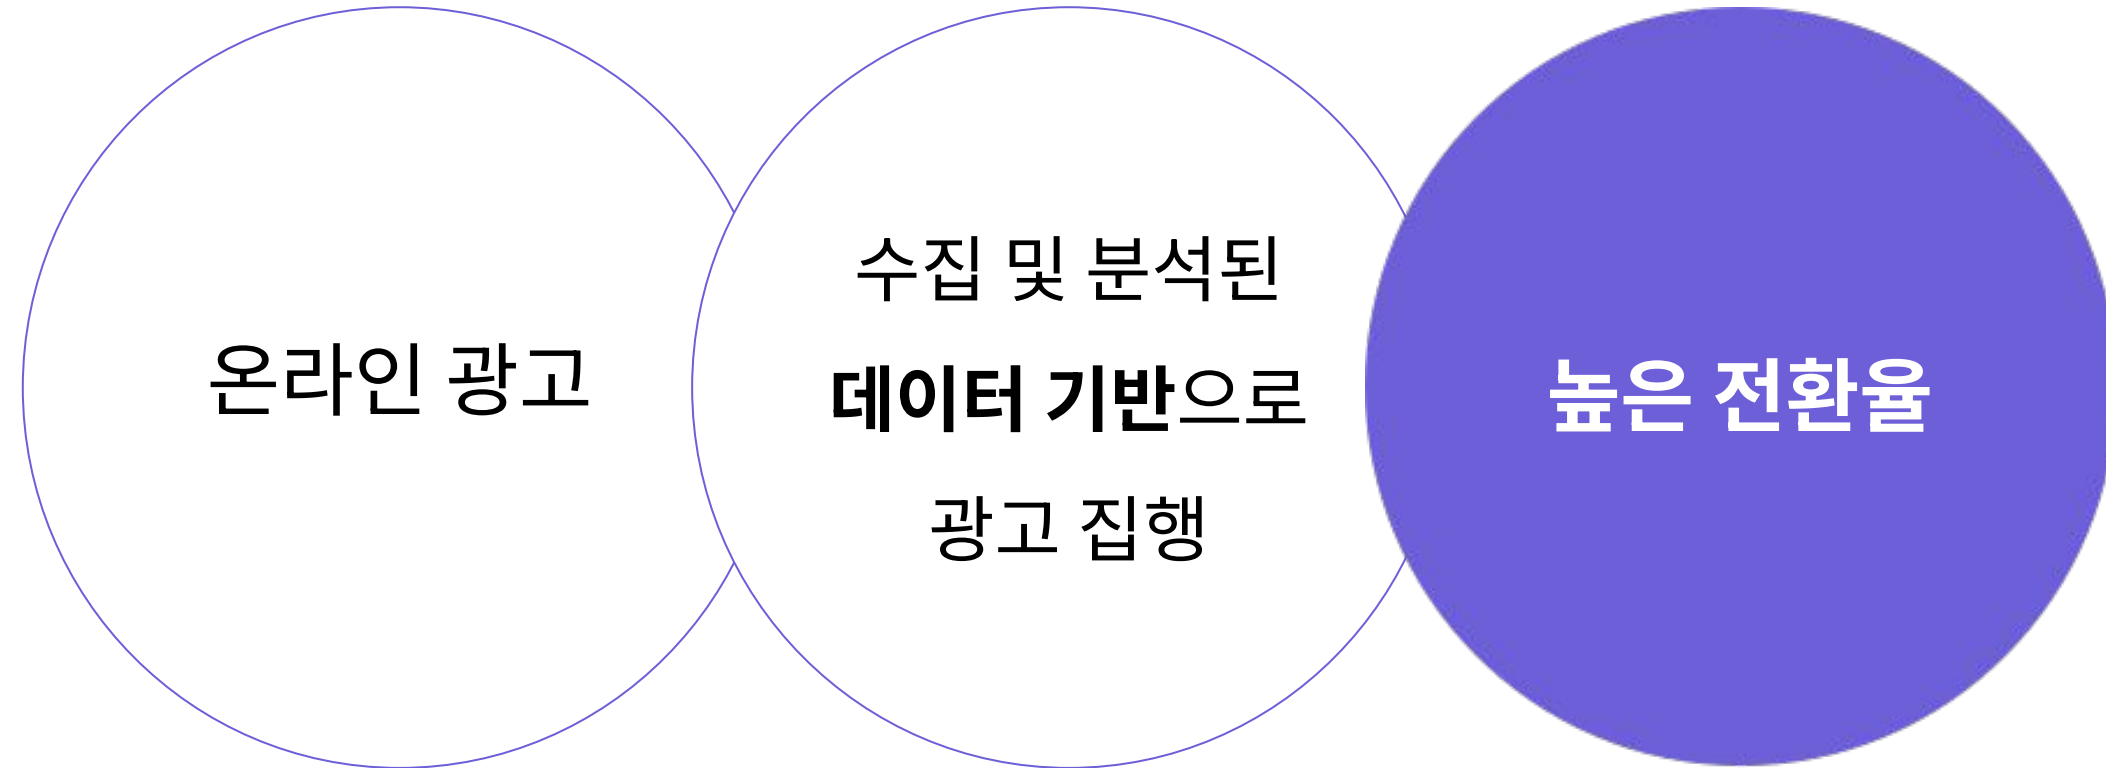 온라인 광고
수집 및 분석된
데이터 기반으로
광고 집행
높은 전환율